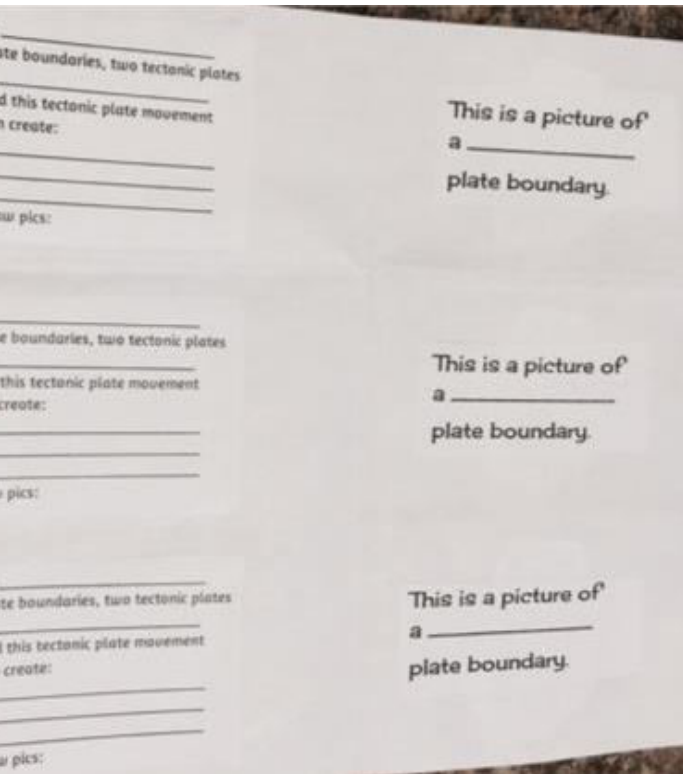 te boundaries, two tectonic plates
this tectonic plate movement
create:
pics:
This is a picture of
a
plate boundary.
boundaries, two tectonic plates
this tectonic plate movement
create:
pics:
This is a picture of
a
plate boundary.
te boundaries, two tectonic plates
this tectonic plate movement
create:
pics:
This is a picture of
a
plate boundary.